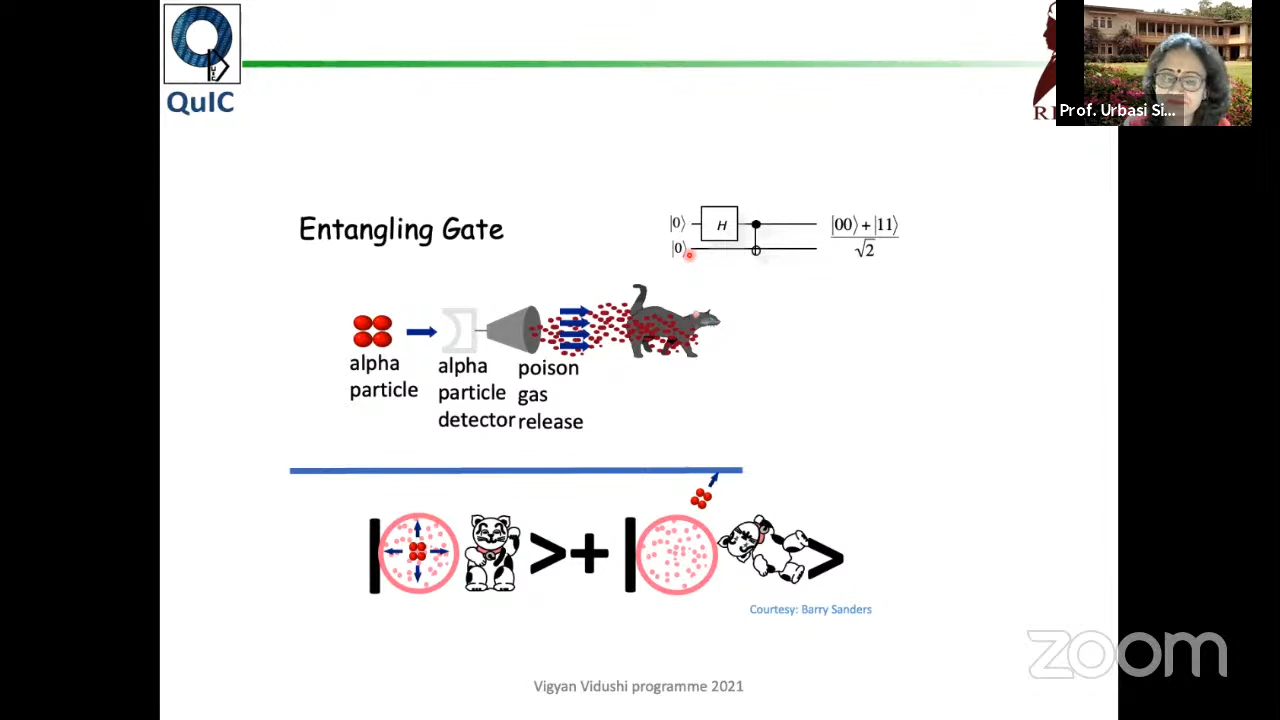 QuIC
R
Prof. Urbasi Si...
Entangling Gate
|0⟩ H
|0⟩
|00⟩ + |11⟩
√2
alpha
particle
alpha
particle
detector
poison
gas
release
| > + | >
Courtesy: Barry Sanders
zoom
Vigyan Vidushi programme 2021